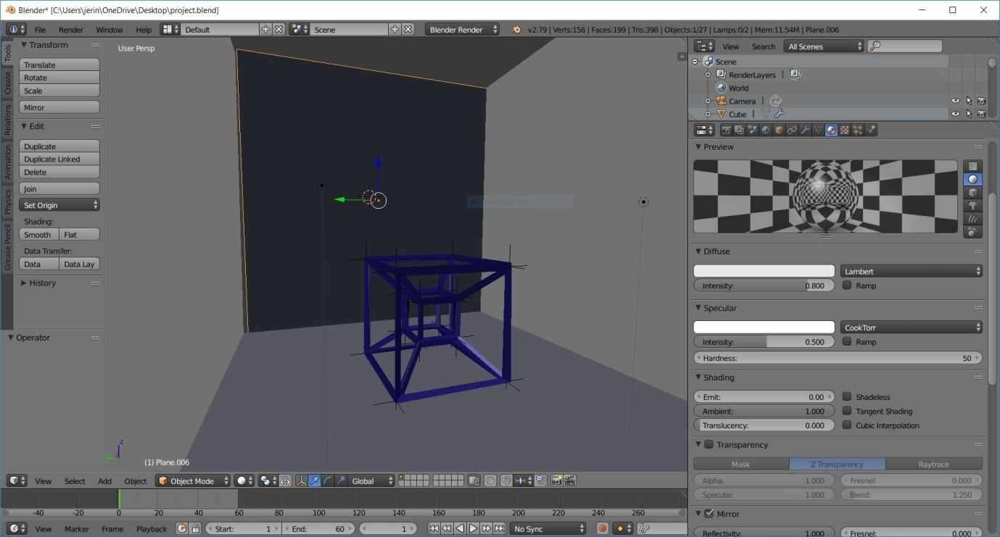 Blender* [C:\Users\jerin\OneDrive\Desktop\project.blend]
File Render Window Help Default Scene Blender Render v2.79 | Verts:156 | Faces:199 | Tris:398 | Objects:1/27 | Lamps:0/2 | Mem:11.54M | Plane.006
Tools
Create
Relations
Animation
Physics
Grease Pencil
Transform
Translate
Rotate
Scale
Mirror
Edit
Duplicate
Duplicate Linked
Delete
Join
Set Origin
Shading:
Smooth Flat
Data Transfer:
Data Data Lay
History
Operator
User Persp
z
(1) Plane.006
View Select Add Object Object Mode Global
-40 -20 0 20 40 60 80 100 120 140 160 180 200 220 240 260
View Marker Frame Playback Start: 1 End: 60 1 No Sync
View Search All Scenes
Scene
RenderLayers |
World
Camera |
Cube |
Preview
Diffuse
Lambert
Intensity: 0.800 Ramp
Specular
CookTorr
Intensity: 0.500 Ramp
Hardness: 50
Shading
Emit: 0.00 Shadeless
Ambient: 1.000 Tangent Shading
Translucency: 0.000 Cubic Interpolation
Transparency
Mask Z Transparency Raytrace
Alpha: 1.000 Fresnel: 0.000
Specular: 1.000 Blend: 1.250
Mirror
Reflectivity: 1.000 Fresnel: 0.000